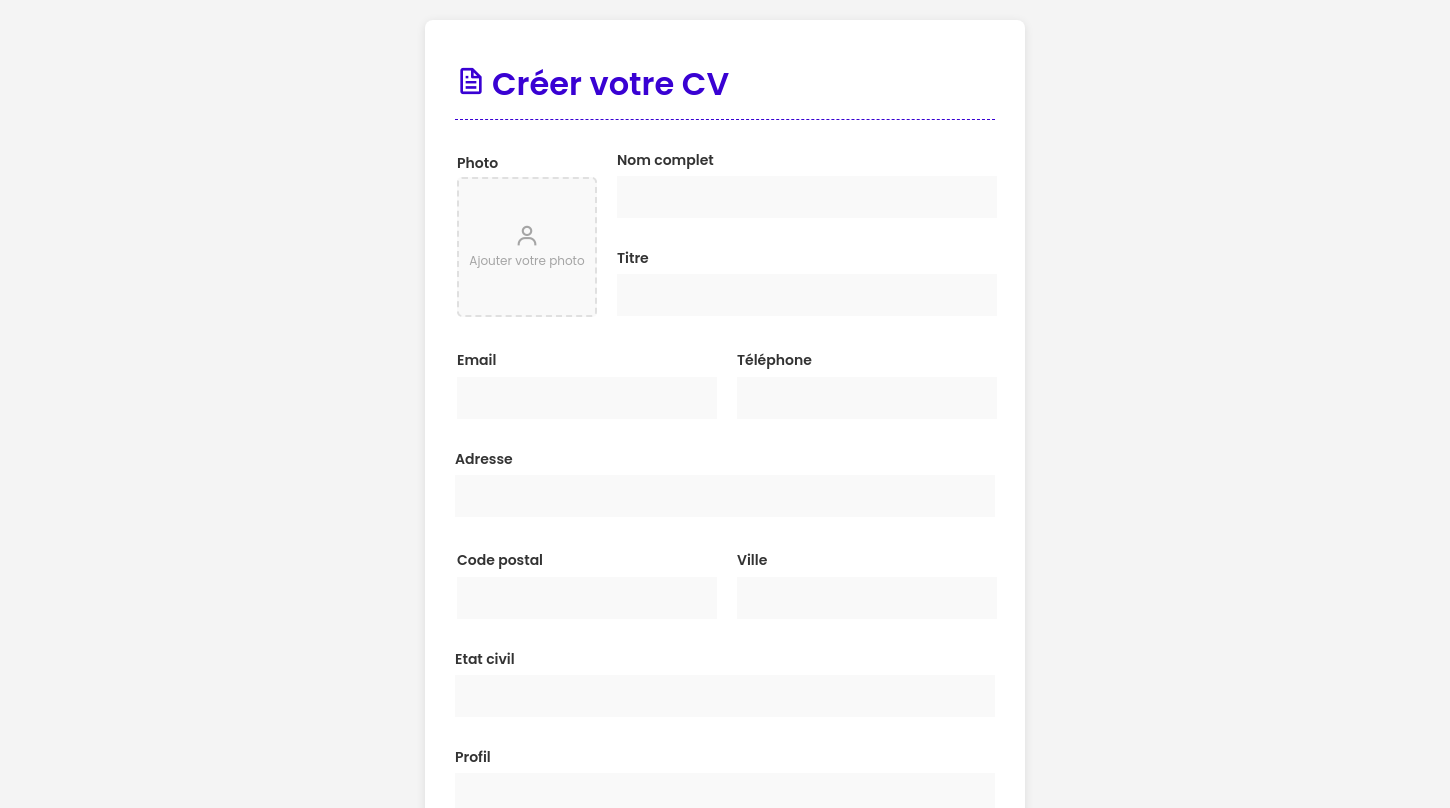 Créer votre CV
Photo
Nom complet
Ajouter votre photo
Titre
Email
Téléphone
Adresse
Code postal
Ville
Etat civil
Profil